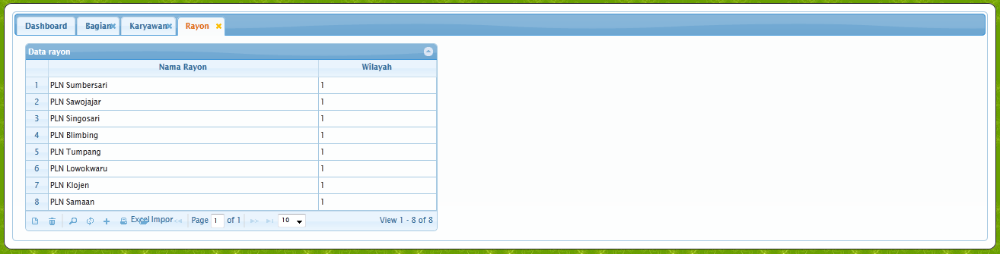 Dashboard Bagian Karyawan Rayon
Data rayon
Nama Rayon Wilayah
1 PLN Sumbersari 1
2 PLN Sawojajar 1
3 PLN Singosari 1
4 PLN Blimbing 1
5 PLN Tumpang 1
6 PLN Lowokwaru 1
7 PLN Klojen 1
8 PLN Samaan 1
Excel Impor Page 1 of 1 10 View 1 - 8 of 8